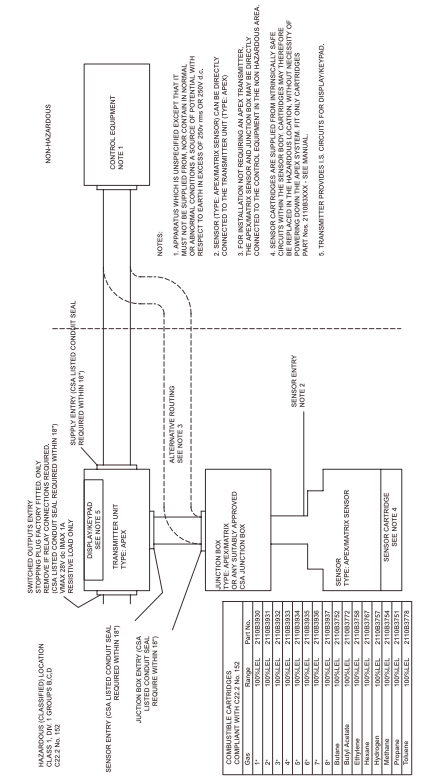 HAZARDOUS (CLASSIFIED) LOCATION
CLASS 1, DIV. 1 GROUPS B,C,D
C22.2 No. 152
NON-HAZARDOUS
SWITCHED OUTPUTS ENTRY
STOPPING PLUG FACTORY FITTED. ONLY
REMOVE IF RELAY CONNECTIONS REQUIRED.
(CSA LISTED CONDUIT SEAL REQUIRED WITHIN 18")
VMAX 28V dc IMAX 1A
RESISTIVE LOAD ONLY
SUPPLY ENTRY (CSA LISTED CONDUIT SEAL
REQUIRED WITHIN 18")
CONTROL EQUIPMENT
NOTE 1
DISPLAY/KEYPAD
SEE NOTE 5
TRANSMITTER UNIT
TYPE: APEX
SENSOR ENTRY (CSA LISTED CONDUIT SEAL
REQUIRED WITHIN 18")
JUCTION BOX ENTRY (CSA
LISTED CONDUIT SEAL
REQUIRE WITHIN 18")
ALTERNATIVE ROUTING
SEE NOTE 3
JUNCTION BOX
TYPE: APEX/MATRIX
OR ANY SUITABLY APPROVED
CSA JUNCTION BOX
SENSOR ENTRY
NOTE 2
SENSOR
TYPE: APEX/MATRIX SENSOR
SENSOR CARTRIDGE
SEE NOTE 4
NOTES:
1. APPARATUS WHICH IS UNSPECIFIED EXCEPT THAT IT
MUST NOT BE SUPPLIED FROM, NOR CONTAIN IN NORMAL
OR ABNORMAL CONDITIONS A SOURCE OF POTENTIAL WITH
RESPECT TO EARTH IN EXCESS OF 250v rms OR 250V d.c.
2. SENSOR (TYPE: APEX/MATRIX SENSOR) CAN BE DIRECTLY
CONNECTED TO THE TRANSMITTER UNIT (TYPE: APEX)
3. FOR INSTALLATION NOT REQUIRING AN APEX TRANSMITTER,
THE APEX/MATRIX SENSOR AND JUNCTION BOX MAY BE DIRECTLY
CONNECTED TO THE CONTROL EQUIPMENT IN THE NON HAZARDOUS AREA.
4. SENSOR CARTRIDGES ARE SUPPLIED FROM INTRINSICALLY SAFE
CIRCUITS WITHIN THE SENSOR BODY. CARTRIDGES MAY THEREFORE
BE REPLACED IN THE HAZARDOUS LOCATION, WITHOUT NECESSITY OF
POWERING DOWN THE APEX SYSTEM. FIT ONLY CARTRIDGES
PART Nos. 2110B3XXX - SEE MANUAL
5. TRANSMITTER PROVIDES I.S. CIRCUITS FOR DISPLAY/KEYPAD.
COMBUSTIBLE CARTRIDGES
COMPLIANT WITH C22.2 No. 152
Gas Range Part No.
1* 100%LEL 2110B3930
2* 100%LEL 2110B3931
3* 100%LEL 2110B3932
4* 100%LEL 2110B3933
5* 100%LEL 2110B3934
6* 100%LEL 2110B3935
7* 100%LEL 2110B3936
8* 100%LEL 2110B3937
Butane 100%LEL 2110B3752
Butyl Acetate 100%LEL 2110B3772
Ethylene 100%LEL 2110B3758
Hexane 100%LEL 2110B3767
Hydrogen 100%LEL 2110B3757
Methane 100%LEL 2110B3754
Propane 100%LEL 2110B3751
Toluene 100%LEL 2110B3778